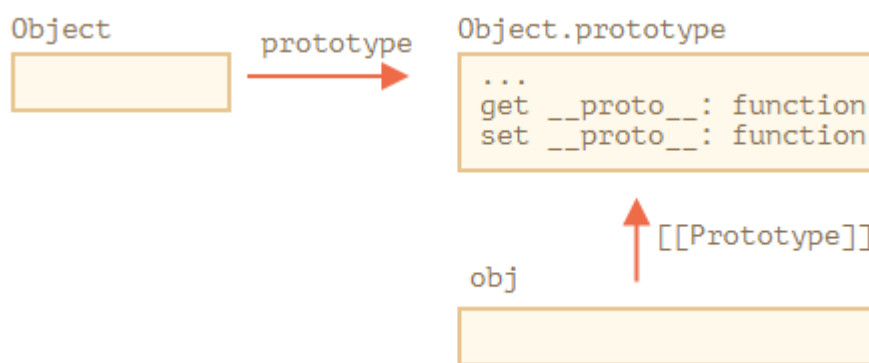 Object
prototype
Object.prototype
...
get __proto__: function
set __proto__: function
[[Prototype]]
obj